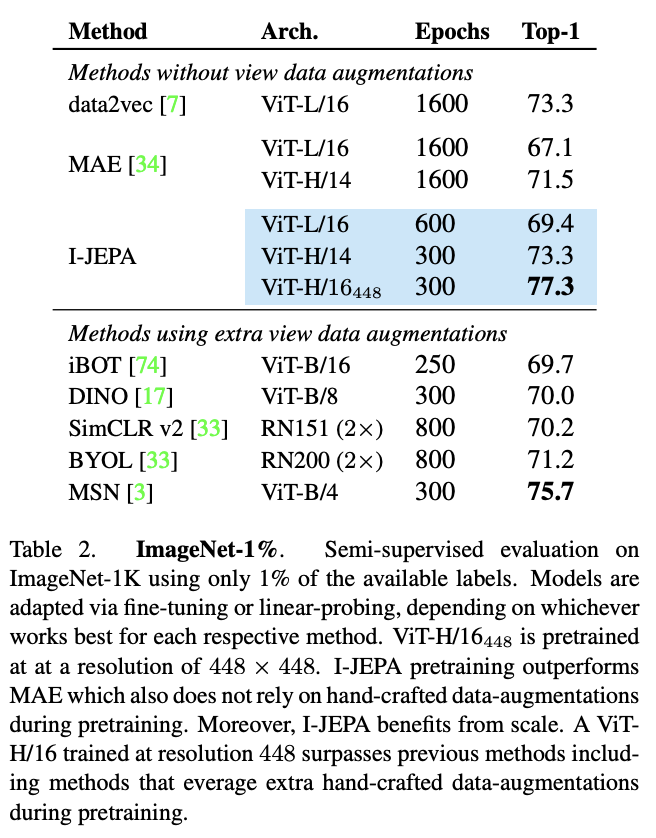 Method Arch. Epochs Top-1
Methods without view data augmentations
data2vec [7] ViT-L/16 1600 73.3
MAE [34] ViT-L/16 1600 67.1
ViT-H/14 1600 71.5
I-JEPA ViT-L/16 600 69.4
ViT-H/14 300 73.3
ViT-H/16₄₄₈ 300 77.3
Methods using extra view data augmentations
iBOT [74] ViT-B/16 250 69.7
DINO [17] ViT-B/8 300 70.0
SimCLR v2 [33] RN151 (2×) 800 70.2
BYOL [33] RN200 (2×) 800 71.2
MSN [3] ViT-B/4 300 75.7
Table 2. ImageNet-1%. Semi-supervised evaluation on
ImageNet-1K using only 1% of the available labels. Models are
adapted via fine-tuning or linear-probing, depending on whichever
works best for each respective method. ViT-H/16₄₄₈ is pretrained
at at a resolution of 448 × 448. I-JEPA pretraining outperforms
MAE which also does not rely on hand-crafted data-augmentations
during pretraining. Moreover, I-JEPA benefits from scale. A ViT-
H/16 trained at resolution 448 surpasses previous methods includ-
ing methods that everage extra hand-crafted data-augmentations
during pretraining.